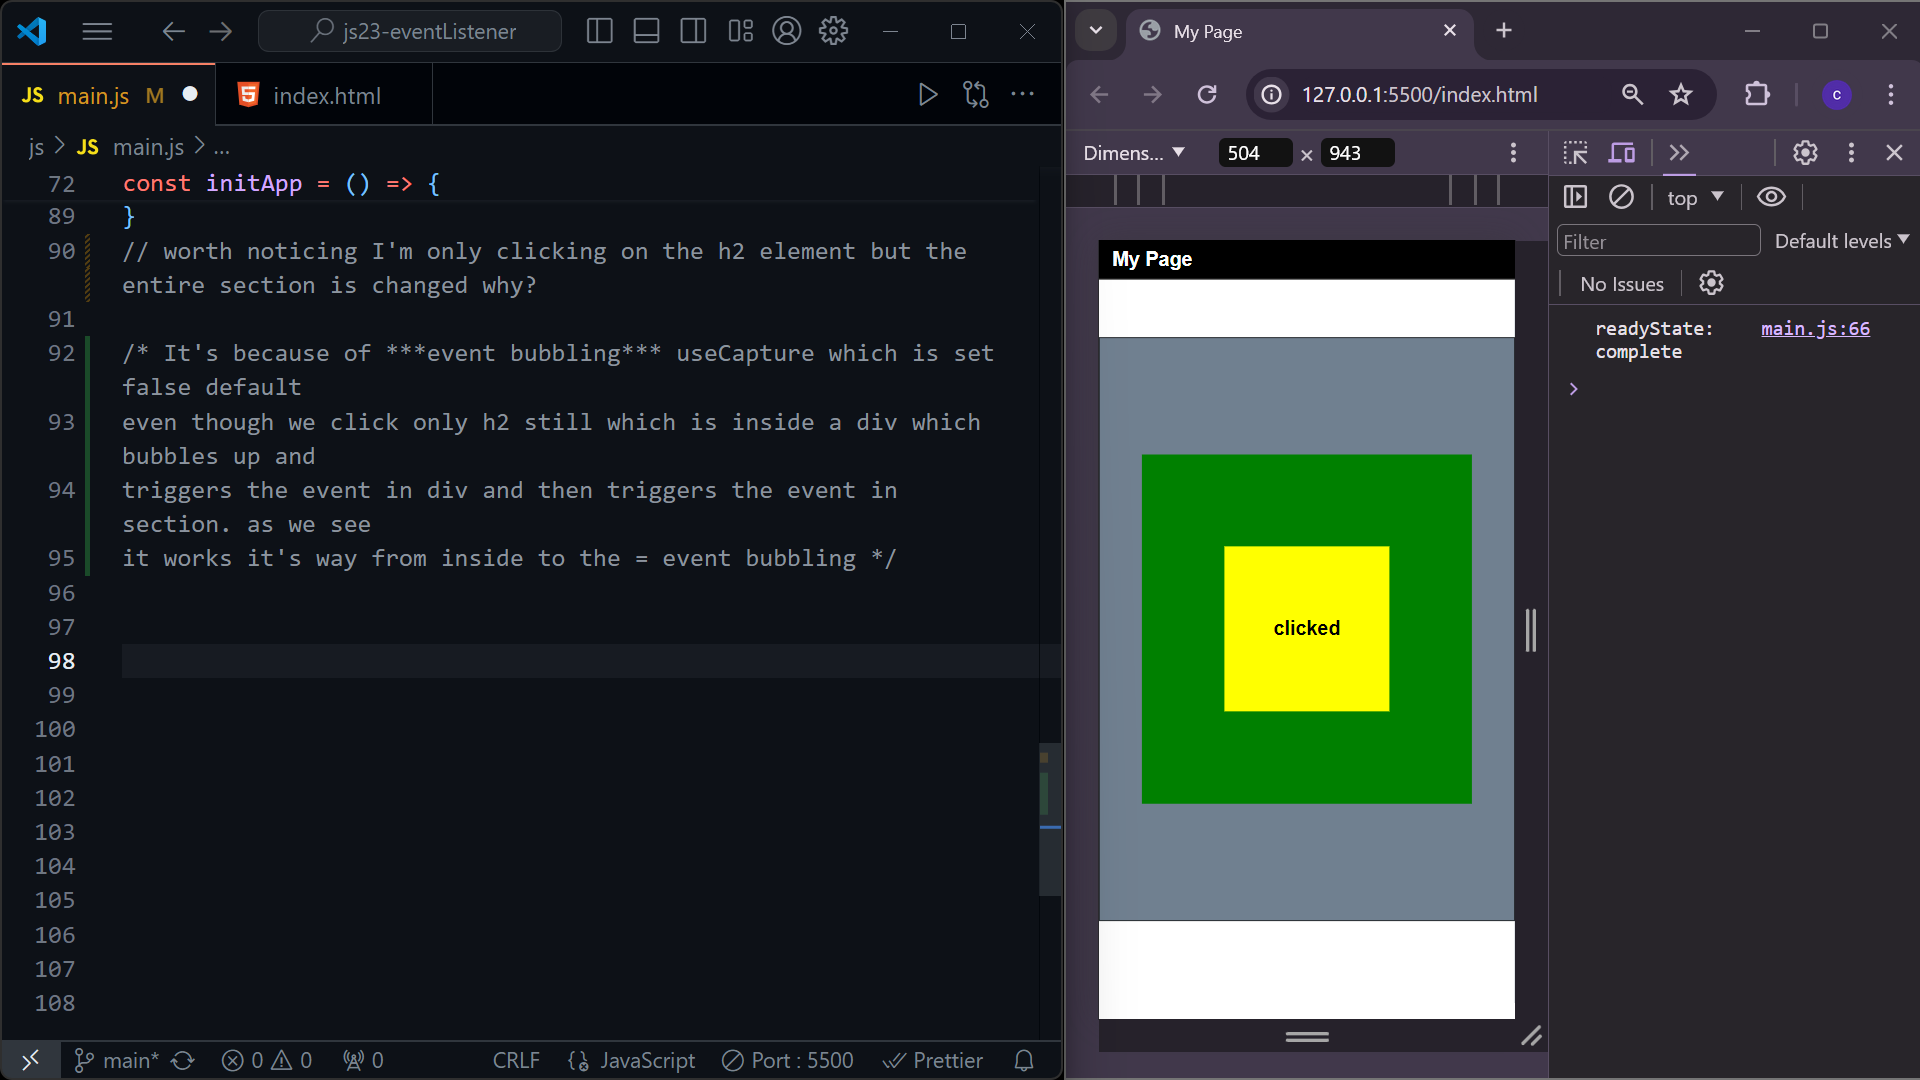 js23-eventListener
JS main.js M
index.html
js > JS main.js > ...
72 const initApp = () => {
89 }
90 // worth noticing I'm only clicking on the h2 element but the
entire section is changed why?
91
92 /* It's because of ***event bubbling*** useCapture which is set
false default
93 even though we click only h2 still which is inside a div which
bubbles up and
94 triggers the event in div and then triggers the event in
section. as we see
95 it works it's way from inside to the = event bubbling */
96
97
98
99
100
101
102
103
104
105
106
107
108
main* 0 0 0 CRLF JavaScript Port : 5500 Prettier
My Page
127.0.0.1:5500/index.html
c
Dimens... 504 × 943
top
Filter
Default levels
No Issues
readyState: main.js:66
complete
My Page
clicked